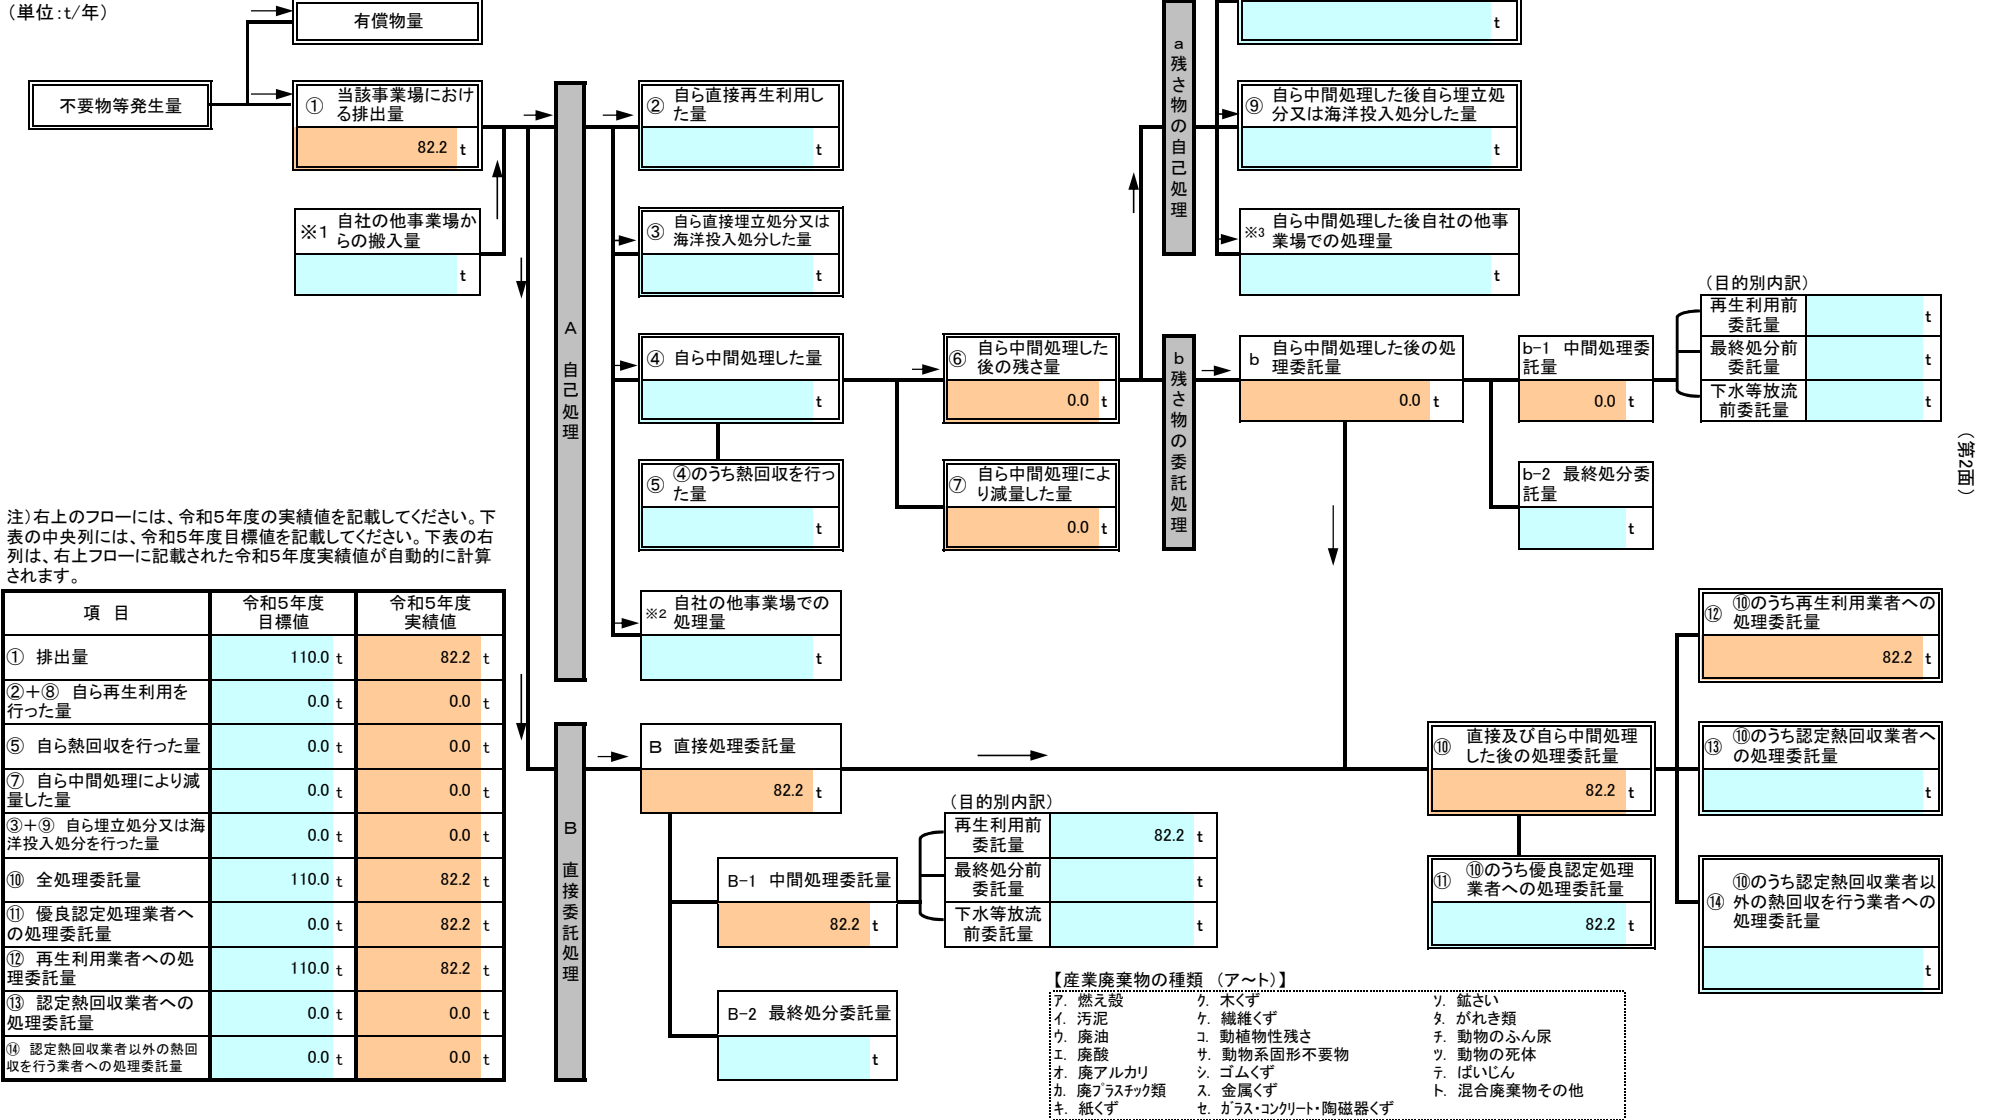 （単位：t/年）
有償物量
不要物等発生量
① 当該事業場におけ
る排出量
82.2 t
※1 自社の他事業場か
らの搬入量
t
A 自己処理
② 自ら直接再生利用し
た量
t
③ 自ら直接埋立処分又は
海洋投入処分した量
t
④ 自ら中間処理した量
t
⑤ ④のうち熱回収を行っ
た量
t
※2 自社の他事業場での
処理量
t
⑥ 自ら中間処理した
後の残さ量
0.0 t
⑦ 自ら中間処理によ
り減量した量
0.0 t
a 残さ物の自己処理
t
⑨ 自ら中間処理した後自ら埋立処
分又は海洋投入処分した量
t
※3 自ら中間処理した後自社の他事
業場での処理量
t
b 残さ物の委託処理
b 自ら中間処理した後の処
理委託量
0.0 t
b-1 中間処理委
託量
0.0 t
b-2 最終処分委
託量
t
（目的別内訳）
再生利用前
委託量
t
最終処分前
委託量
t
下水等放流
前委託量
t
（第2面）
注）右上のフローには、令和５年度の実績値を記載してください。下
表の中央列には、令和５年度目標値を記載してください。下表の右
列は、右上フローに記載された令和５年度実績値が自動的に計算
されます。
項 目 令和５年度 目標値 令和５年度 実績値
① 排出量 110.0 t 82.2 t
②＋⑧ 自ら再生利用を
行った量 0.0 t 0.0 t
⑤ 自ら熱回収を行った量 0.0 t 0.0 t
⑦ 自ら中間処理により減
量した量 0.0 t 0.0 t
③＋⑨ 自ら埋立処分又は海
洋投入処分を行った量 0.0 t 0.0 t
⑩ 全処理委託量 110.0 t 82.2 t
⑪ 優良認定処理業者へ
の処理委託量 0.0 t 82.2 t
⑫ 再生利用業者への処
理委託量 110.0 t 82.2 t
⑬ 認定熱回収業者への
処理委託量 0.0 t 0.0 t
⑭ 認定熱回収業者以外の熱回
収を行う業者への処理委託量 0.0 t 0.0 t
B 直接委託処理
B 直接処理委託量
82.2 t
B-1 中間処理委託量
82.2 t
B-2 最終処分委託量
t
（目的別内訳）
再生利用前
委託量
82.2 t
最終処分前
委託量
t
下水等放流
前委託量
t
⑩ 直接及び自ら中間処理
した後の処理委託量
82.2 t
⑪ ⑩のうち優良認定処理
業者への処理委託量
82.2 t
⑫ ⑩のうち再生利用業者への
処理委託量
82.2 t
⑬ ⑩のうち認定熱回収業者へ
の処理委託量
t
⑭ ⑩のうち認定熱回収業者以
外の熱回収を行う業者への
処理委託量
t
【産業廃棄物の種類 （ア～ト）】
ア. 燃え殻 ク. 木くず ソ. 鉱さい
イ. 汚泥 ケ. 繊維くず タ. がれき類
ウ. 廃油 コ. 動植物性残さ チ. 動物のふん尿
エ. 廃酸 サ. 動物系固形不要物 ツ. 動物の死体
オ. 廃アルカリ シ. ゴムくず テ. ばいじん
カ. 廃プラスチック類 ス. 金属くず ト. 混合廃棄物その他
キ. 紙くず セ. ガラス・コンクリート・陶磁器くず